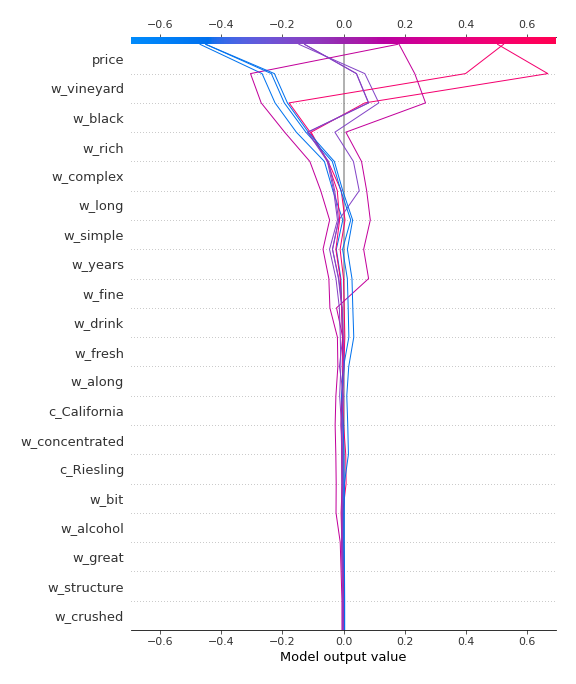 −0.6 −0.4 −0.2 0.0 0.2 0.4 0.6
price
w_vineyard
w_black
w_rich
w_complex
w_long
w_simple
w_years
w_fine
w_drink
w_fresh
w_along
c_California
w_concentrated
c_Riesling
w_bit
w_alcohol
w_great
w_structure
w_crushed
−0.6 −0.4 −0.2 0.0 0.2 0.4 0.6
Model output value